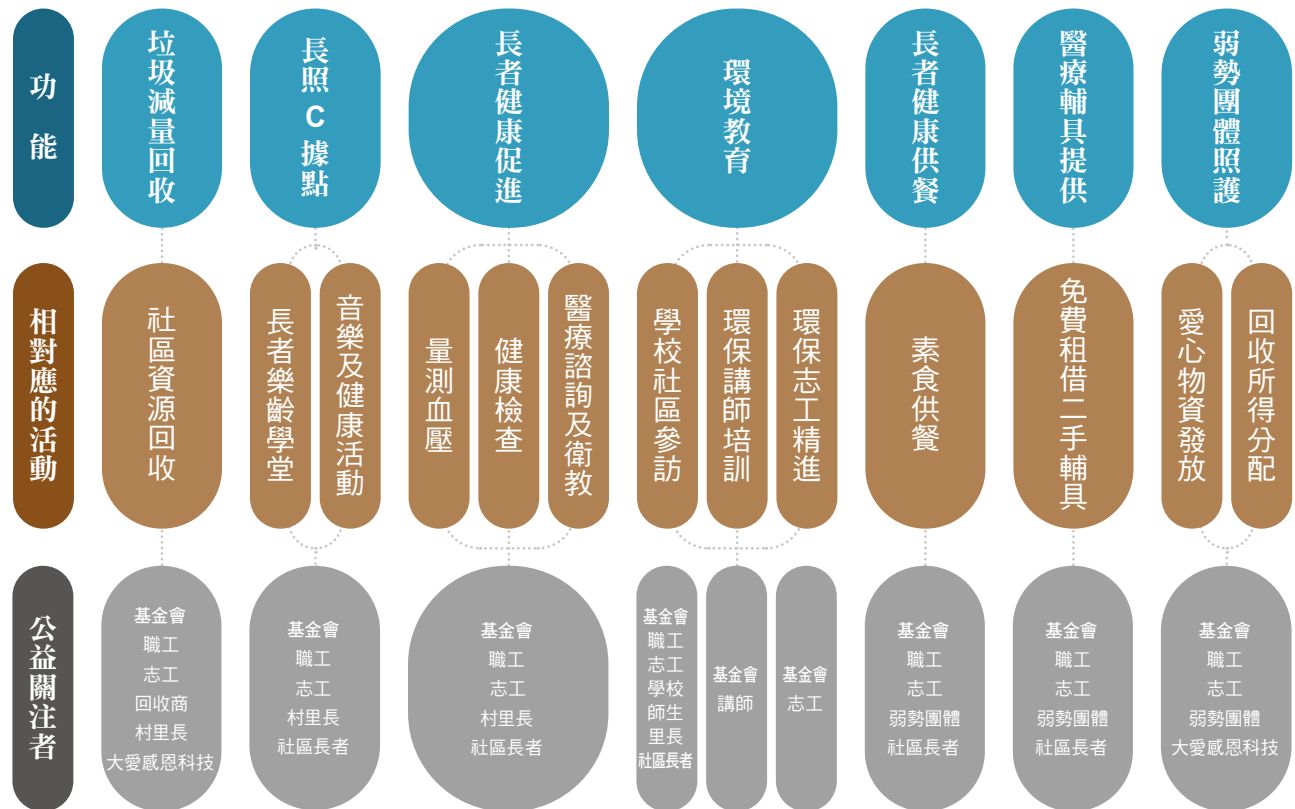 功能
垃圾減量回收
長照C據點
長者健康促進
環境教育
長者健康供餐
醫療輔具提供
弱勢團體照護
相對應的活動
社區資源回收
長者樂齡學堂
音樂及健康活動
量測血壓
健康檢查
醫療諮詢及衛教
學校社區參訪
環保講師培訓
環保志工精進
素食供餐
免費租借二手輔具
愛心物資發放
回收所得分配
公益關注者
基金會
職工
志工
回收商
村里長
大愛感恩科技
基金會
職工
志工
村里長
社區長者
基金會
職工
志工
村里長
社區長者
基金會
職工
志工
學校
師生
里長
社區長者
基金會
講師
基金會
志工
基金會
職工
志工
弱勢團體
社區長者
基金會
職工
志工
弱勢團體
社區長者
基金會
職工
志工
弱勢團體
大愛感恩科技